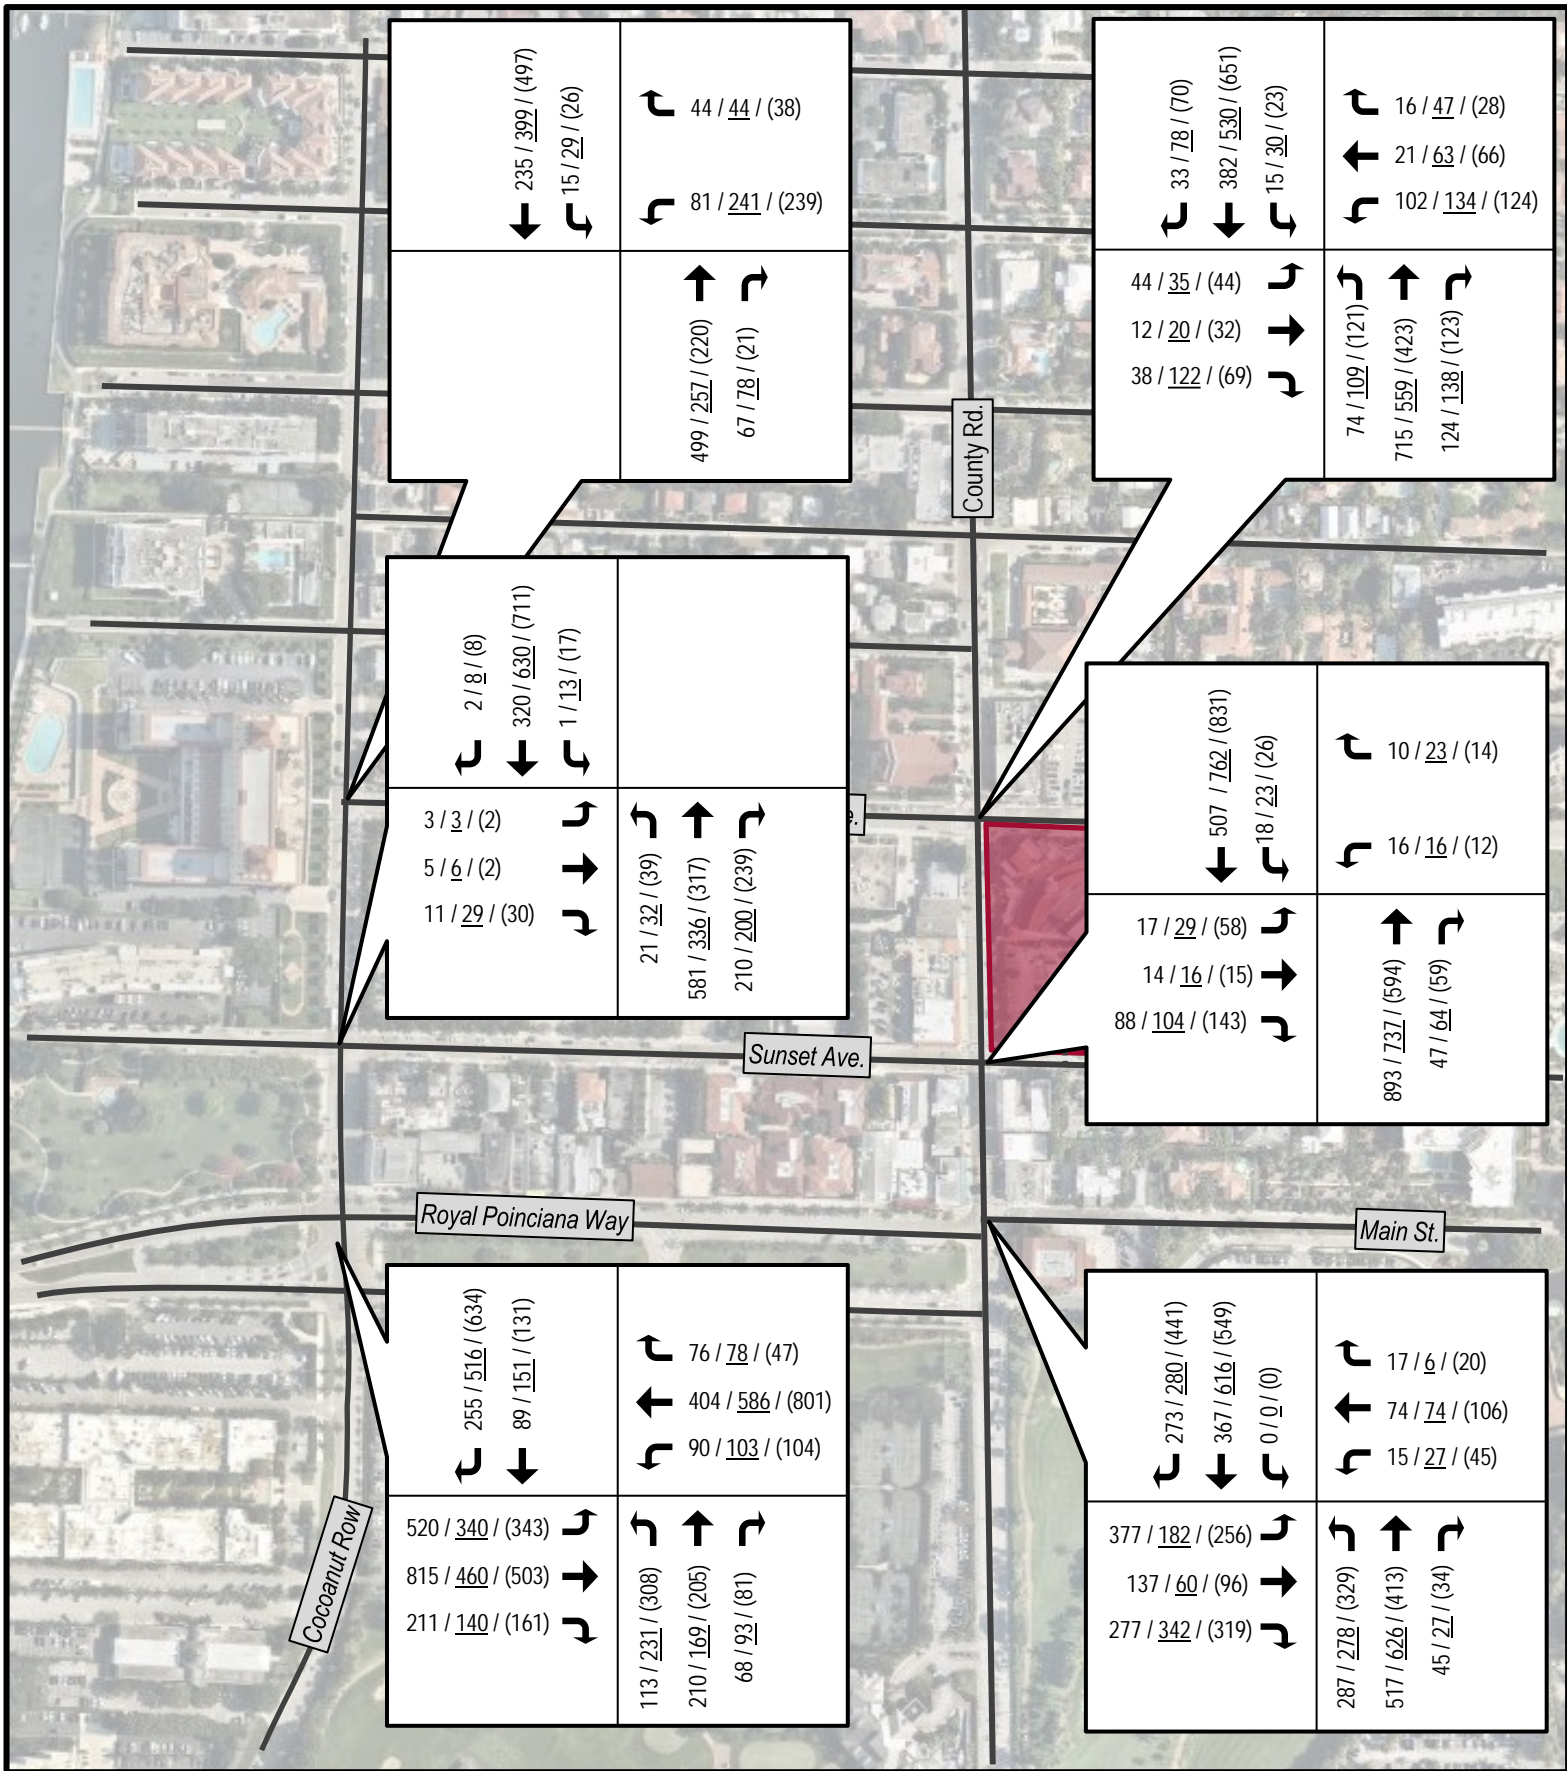 235 / 399 / (497)
15 / 29 / (26)
44 / 44 / (38)
81 / 241 / (239)
499 / 257 / (220)
67 / 78 / (21)
33 / 78 / (70)
382 / 530 / (651)
15 / 30 / (23)
16 / 47 / (28)
21 / 63 / (66)
102 / 134 / (124)
44 / 35 / (44)
12 / 20 / (32)
38 / 122 / (69)
74 / 109 / (121)
715 / 559 / (423)
124 / 138 / (123)
County Rd.
2 / 8 / (8)
320 / 630 / (711)
1 / 13 / (17)
3 / 3 / (2)
5 / 6 / (2)
11 / 29 / (30)
21 / 32 / (39)
581 / 336 / (317)
210 / 200 / (239)
507 / 762 / (831)
18 / 23 / (26)
10 / 23 / (14)
16 / 16 / (12)
17 / 29 / (58)
14 / 16 / (15)
88 / 104 / (143)
893 / 737 / (594)
47 / 64 / (59)
Sunset Ave.
Royal Poinciana Way
Main St.
255 / 516 / (634)
89 / 151 / (131)
76 / 78 / (47)
404 / 586 / (801)
90 / 103 / (104)
520 / 340 / (343)
815 / 460 / (503)
211 / 140 / (161)
113 / 231 / (308)
210 / 169 / (205)
68 / 93 / (81)
273 / 280 / (441)
367 / 616 / (549)
0 / 0 / (0)
17 / 6 / (20)
74 / 74 / (106)
15 / 27 / (45)
377 / 182 / (256)
137 / 60 / (96)
277 / 342 / (319)
287 / 278 / (329)
517 / 626 / (413)
45 / 27 / (34)
Cocoanut Row